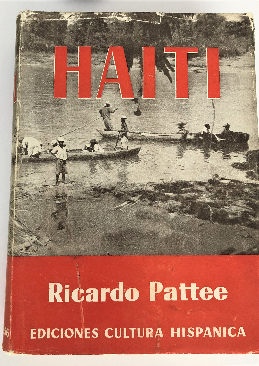 HAITI
Ricardo Pattee
EDICIONES CULTURA HISPANICA